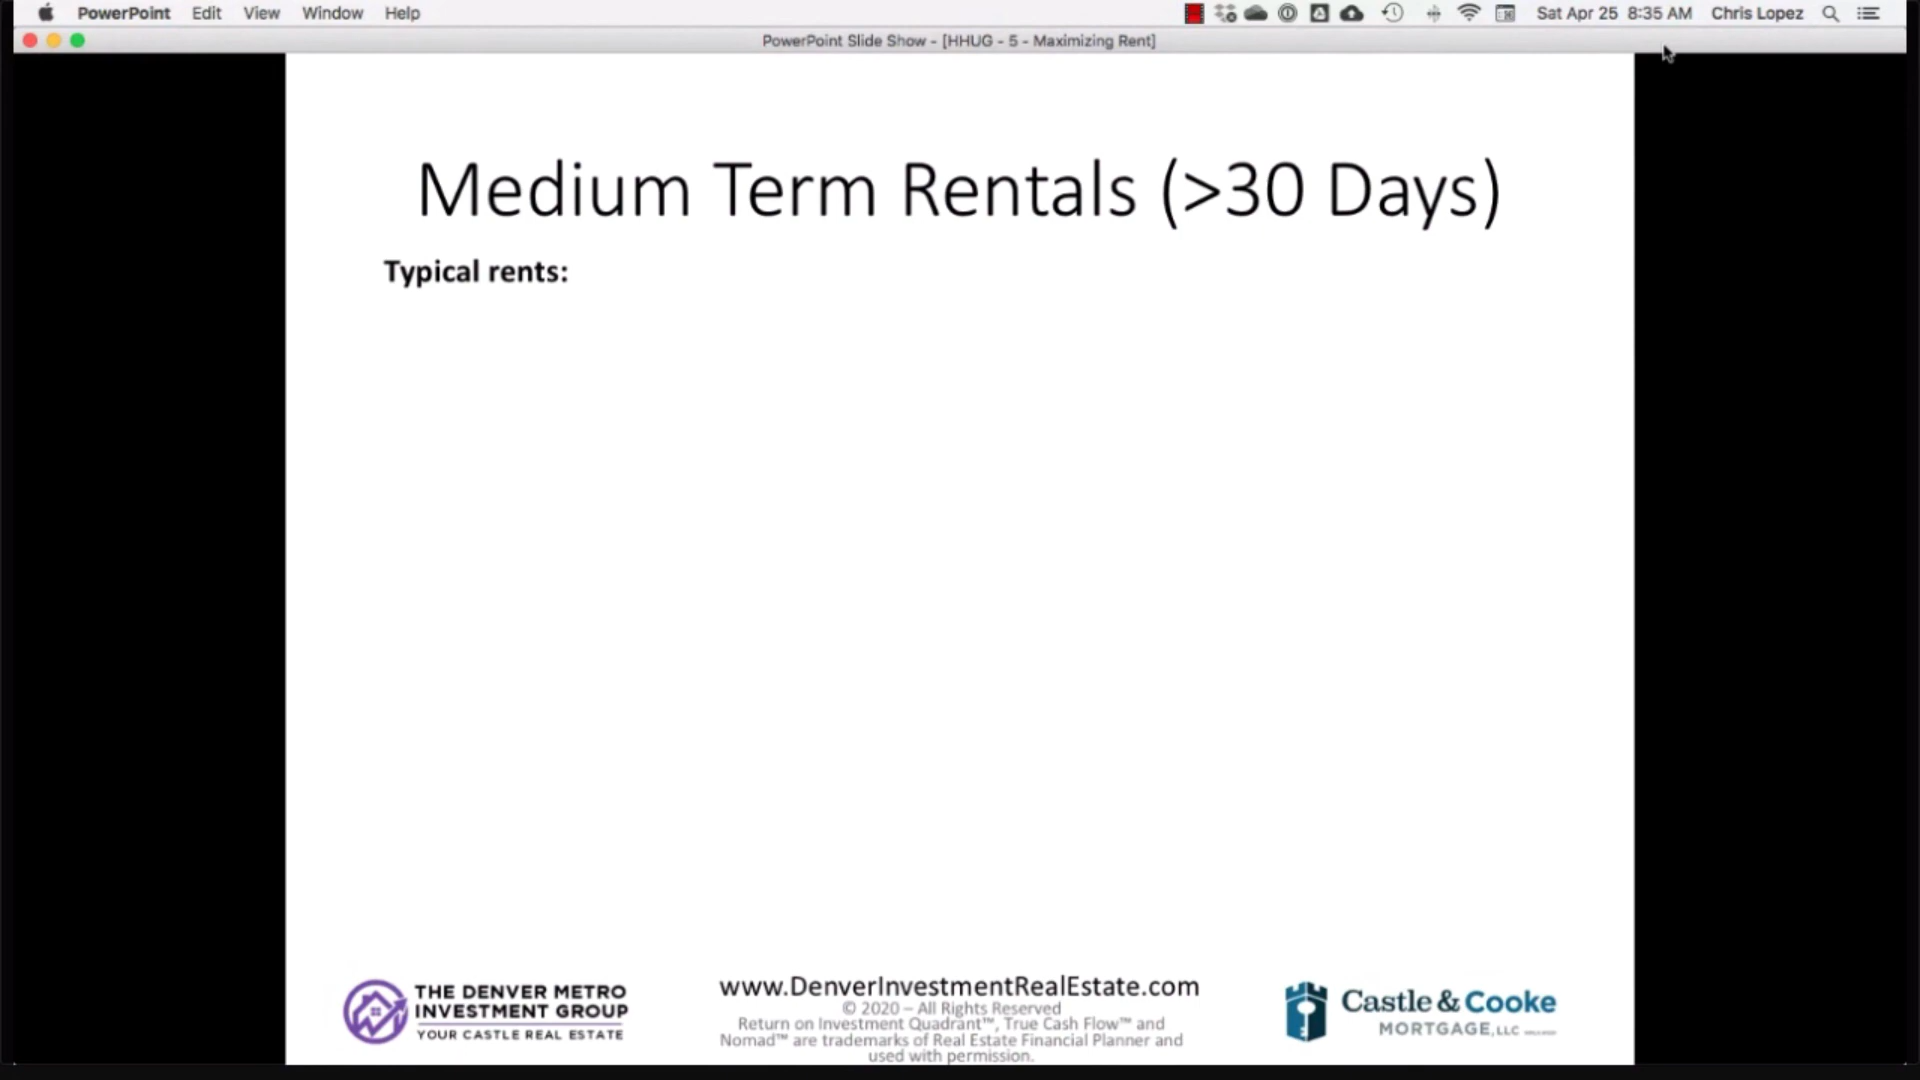 PowerPoint Edit View Window Help Sat Apr 25 8:35 AM Chris Lopez
PowerPoint Slide Show - [HHUG - 5 - Maximizing Rent]
Medium Term Rentals (>30 Days)
Typical rents:
THE DENVER METRO
INVESTMENT GROUP
YOUR CASTLE REAL ESTATE
www.DenverInvestmentRealEstate.com
© 2020 – All Rights Reserved
Return on Investment Quadrant™, True Cash Flow™ and
Nomad™ are trademarks of Real Estate Financial Planner and
used with permission.
Castle & Cooke
MORTGAGE, LLC